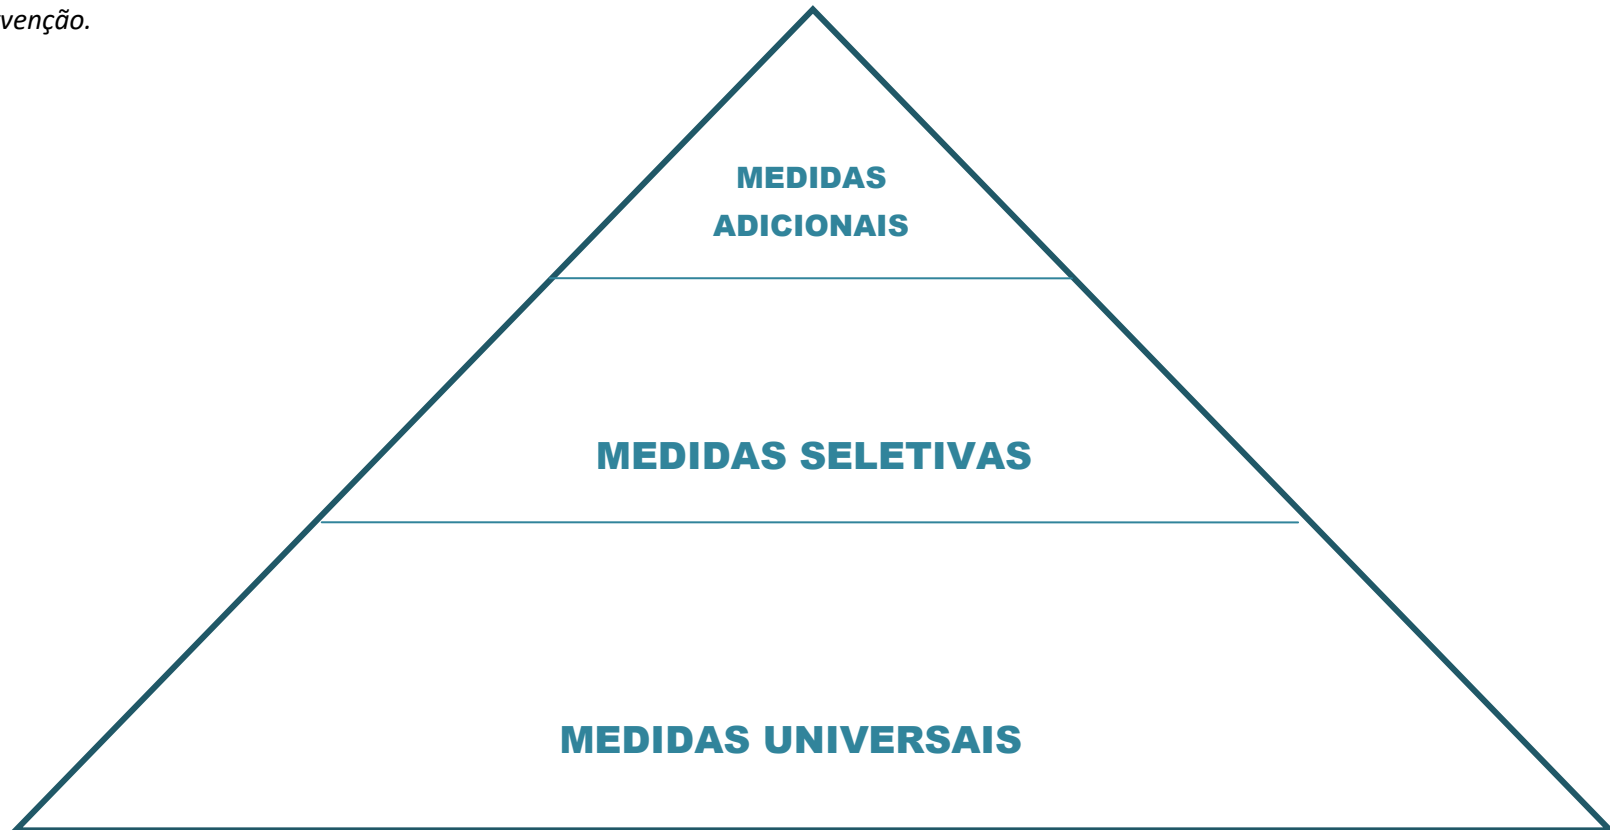 venção.
MEDIDAS
ADICIONAIS
MEDIDAS SELETIVAS
MEDIDAS UNIVERSAIS